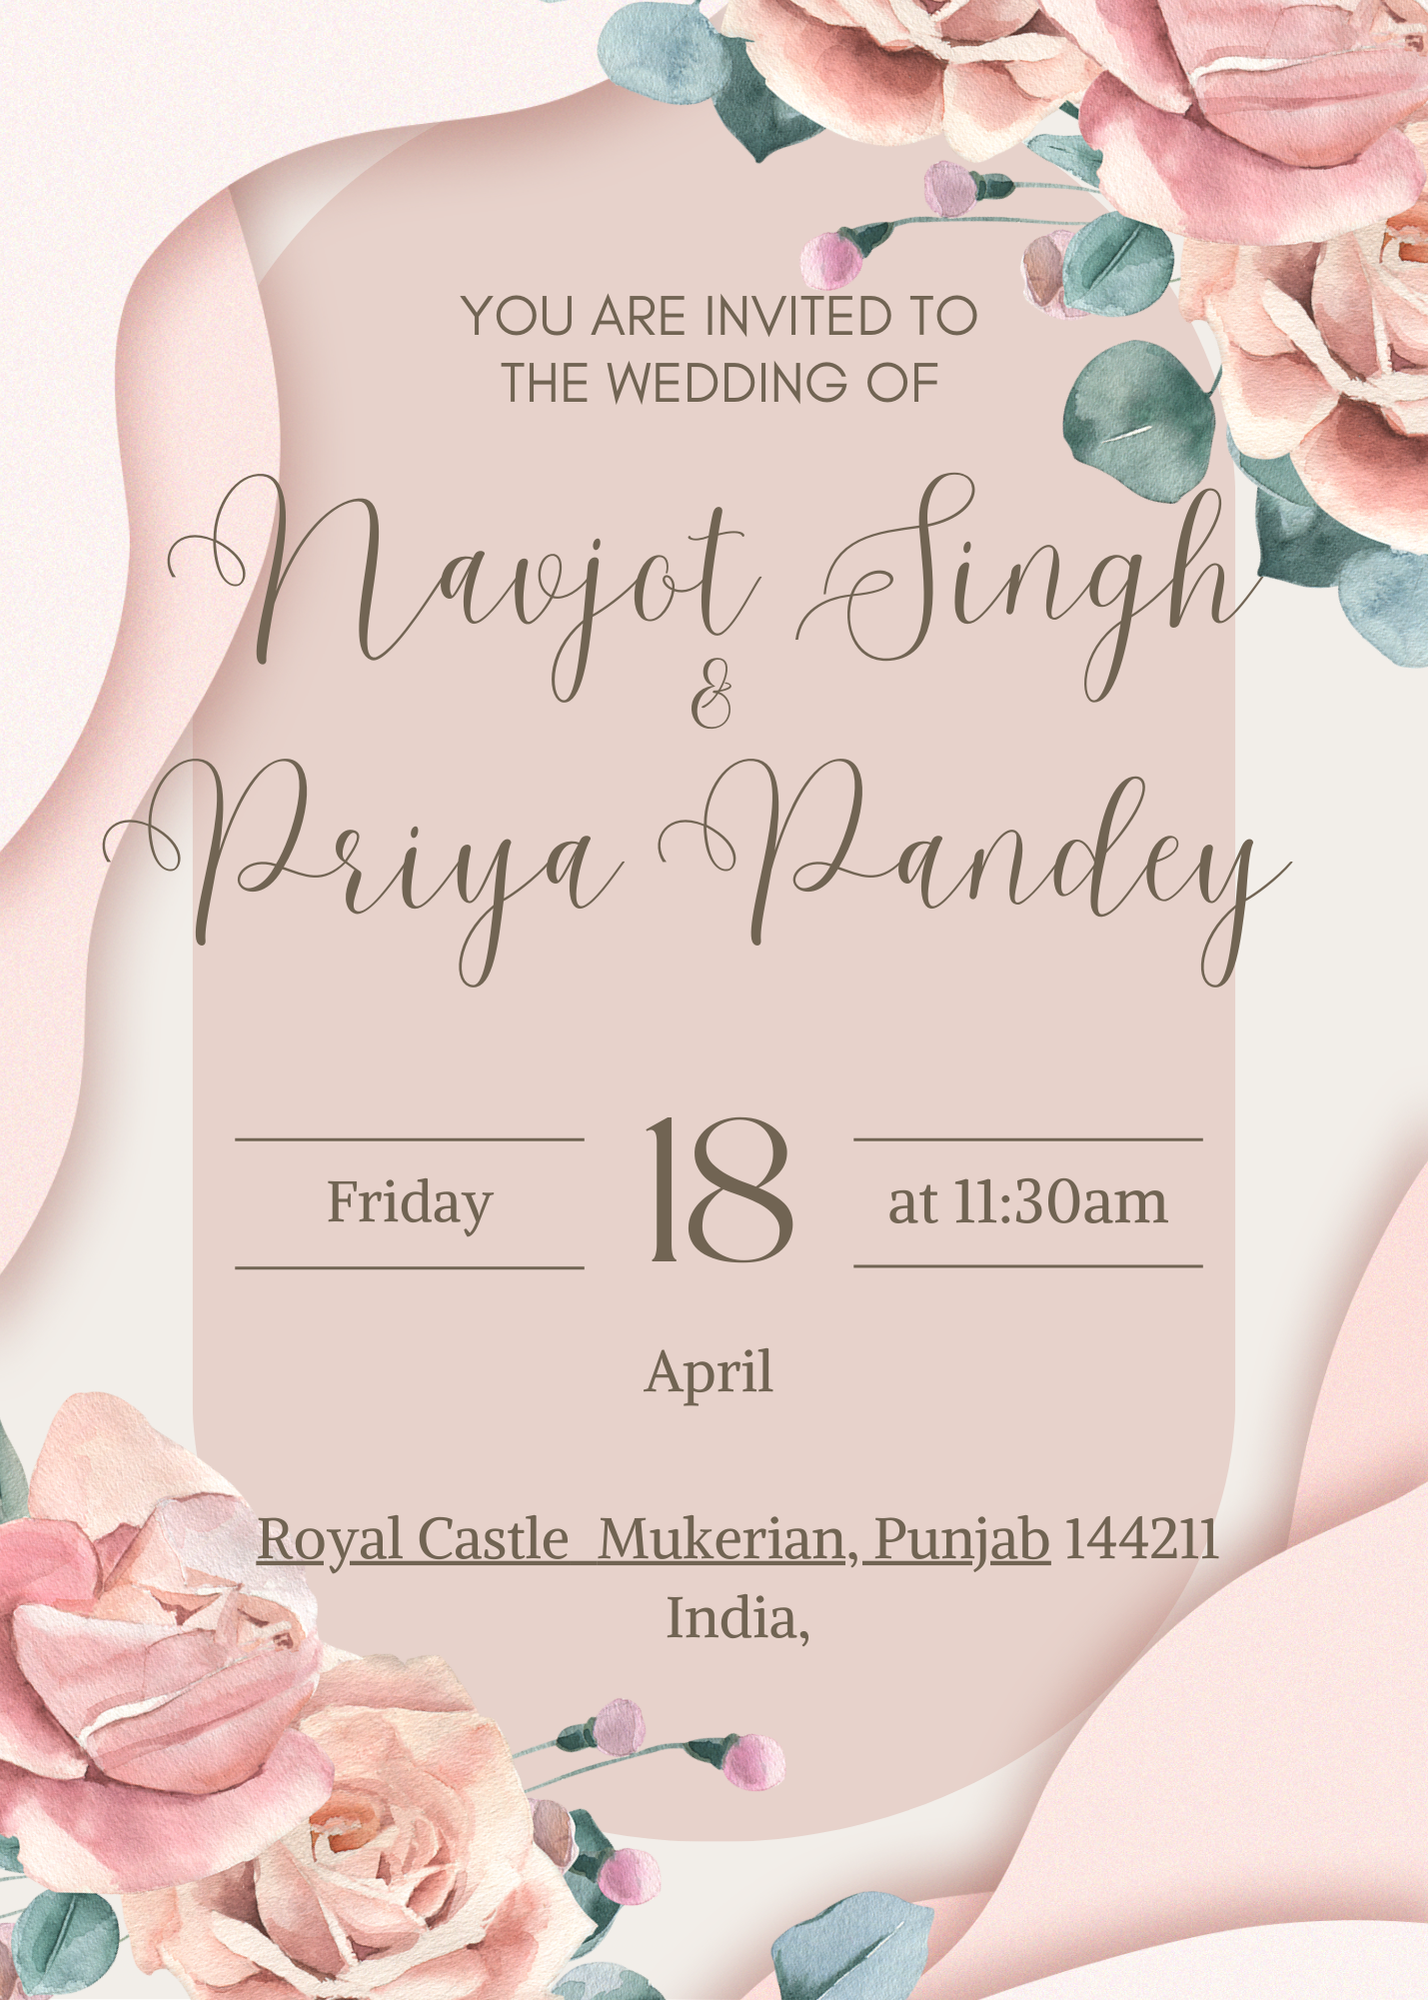 YOU ARE INVITED TO
THE WEDDING OF
Navjot Singh
&
Priya Pandey
Friday
18
at 11:30am
April
Royal Castle  Mukerian, Punjab 144211
India,